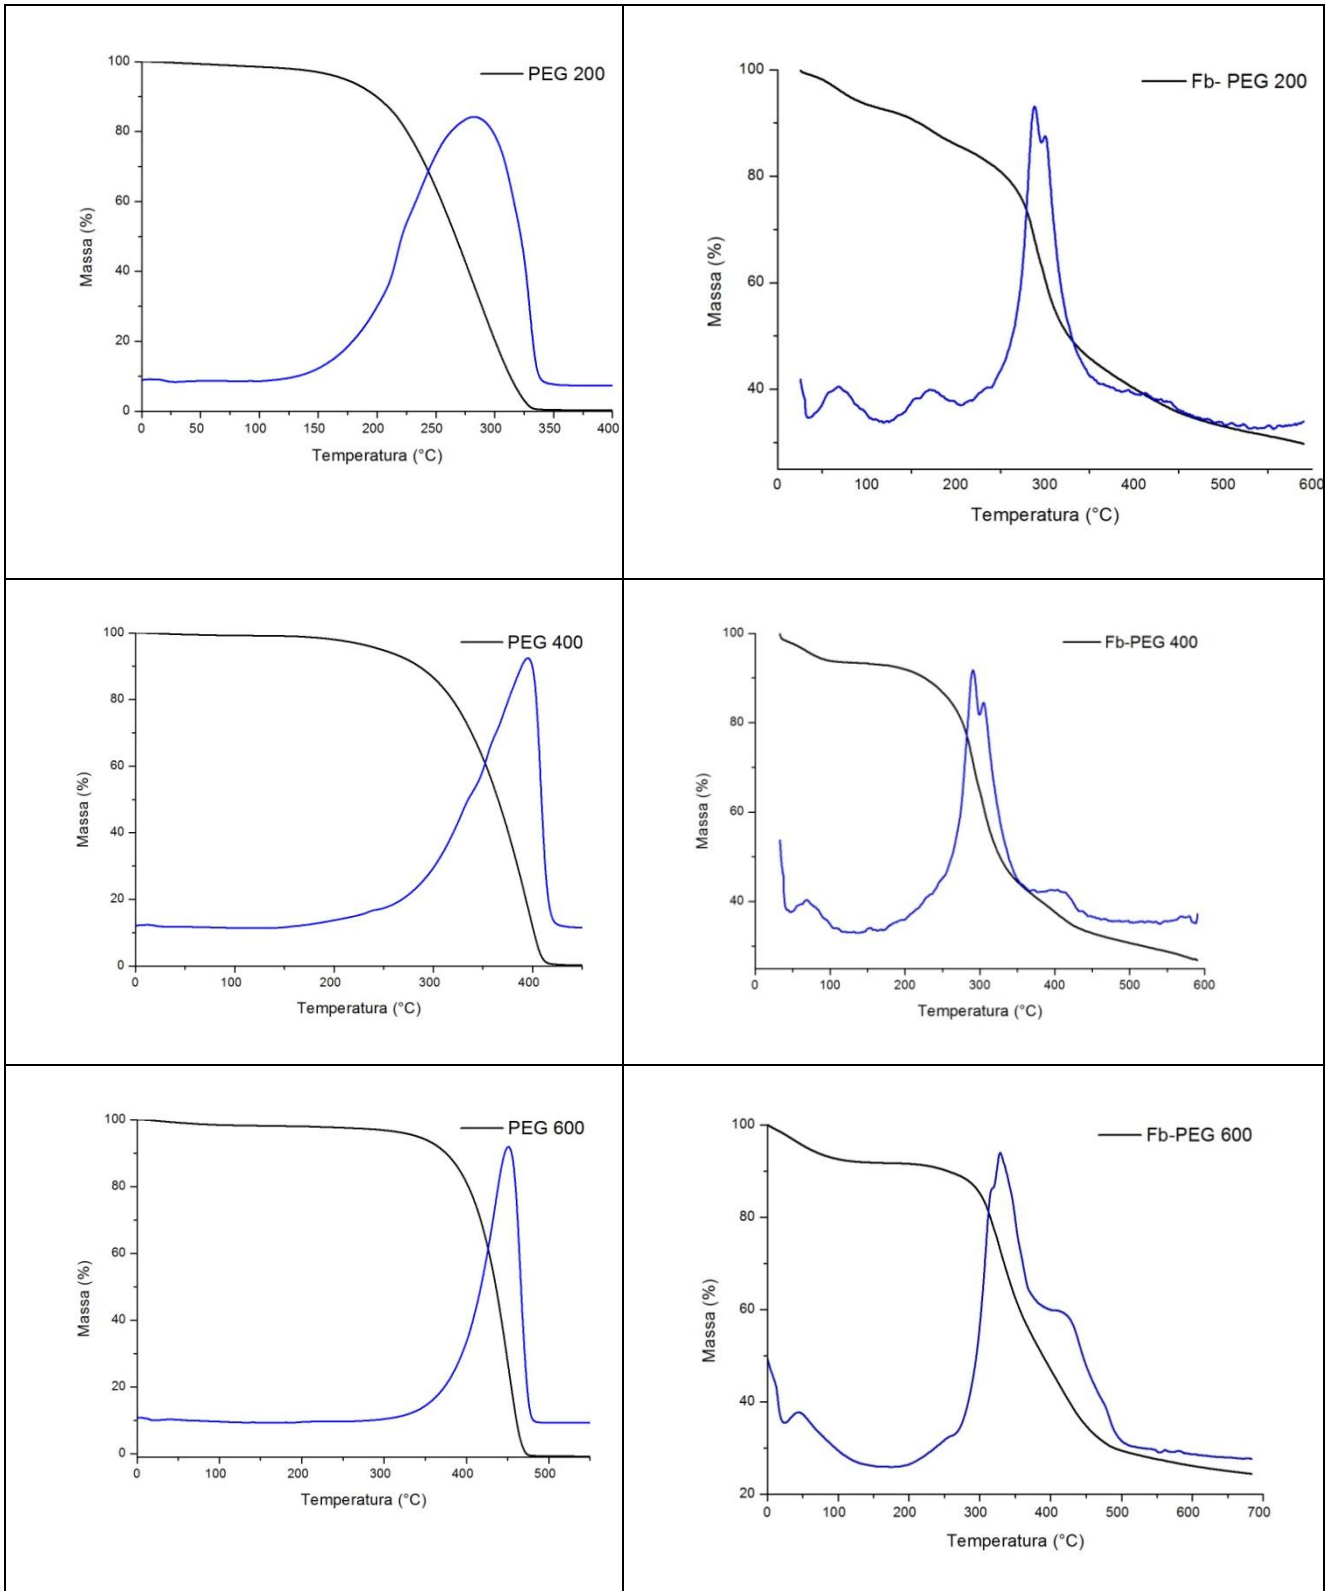 PEG 200
100
80
60
40
20
0
Massa (%)
0 50 100 150 200 250 300 350 400
Temperatura (°C)
Fb- PEG 200
100
80
60
40
Massa (%)
0 100 200 300 400 500 600
Temperatura (°C)
PEG 400
100
80
60
40
20
0
Massa (%)
0 100 200 300 400
Temperatura (°C)
Fb-PEG 400
100
80
60
40
Massa (%)
0 100 200 300 400 500 600
Temperatura (°C)
PEG 600
100
80
60
40
20
0
Massa (%)
0 100 200 300 400 500
Temperatura (°C)
Fb-PEG 600
100
80
60
40
20
Massa (%)
0 100 200 300 400 500 600 700
Temperatura (°C)